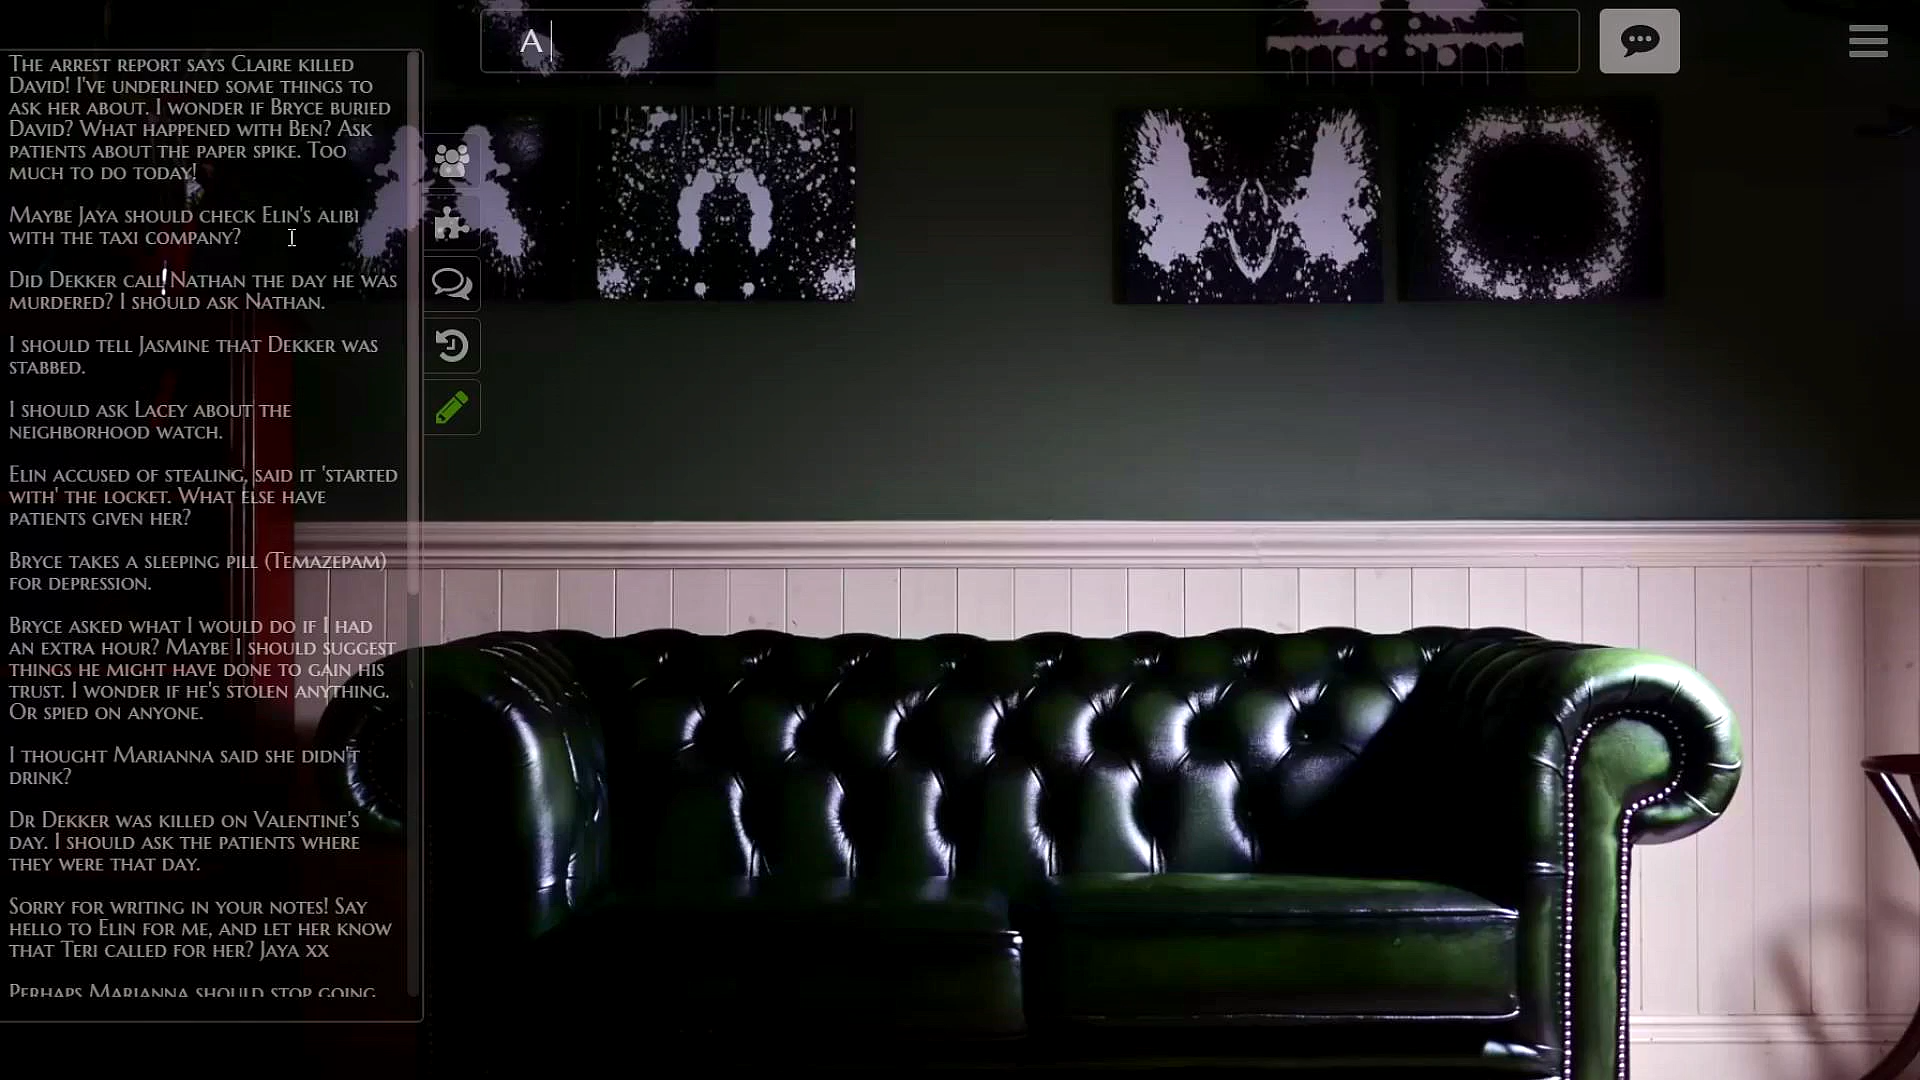 A
The arrest report says Claire killed
David! I've underlined some things to
ask her about. I wonder if Bryce buried
David? What happened with Ben? Ask
patients about the paper spike. Too
much to do today!
Maybe Jaya should check Elin's alibi
with the taxi company?
Did Dekker call Nathan the day he was
murdered? I should ask Nathan.
I should tell Jasmine that Dekker was
stabbed.
I should ask Lacey about the
neighborhood watch.
Elin accused of stealing, said it 'started
with' the locket. What else have
patients given her?
Bryce takes a sleeping pill (Temazepam)
for depression.
Bryce asked what I would do if I had
an extra hour? Maybe I should suggest
things he might have done to gain his
trust. I wonder if he's stolen anything.
Or spied on anyone.
I thought Marianna said she didn't
drink?
Dr Dekker was killed on Valentine's
day. I should ask the patients where
they were that day.
Sorry for writing in your notes! Say
hello to Elin for me, and let her know
that Teri called for her? Jaya xx
Perhaps Marianna should stop going